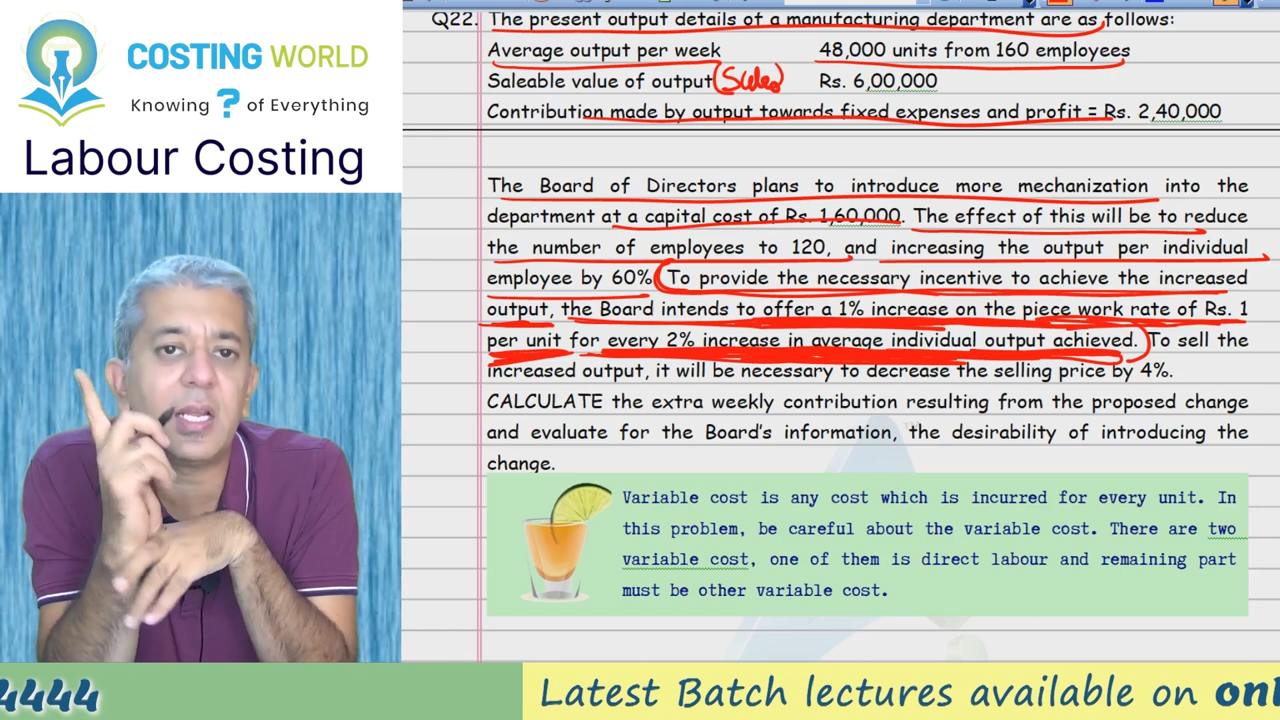 COSTING WORLD
Knowing ? of Everything
Labour Costing
Q22. The present output details of a manufacturing department are as follows:
Average output per week 48,000 units from 160 employees
Saleable value of output (Sales) Rs. 6,00,000
Contribution made by output towards fixed expenses and profit = Rs. 2,40,000
The Board of Directors plans to introduce more mechanization into the
department at a capital cost of Rs. 1,60,000. The effect of this will be to reduce
the number of employees to 120, and increasing the output per individual
employee by 60%. To provide the necessary incentive to achieve the increased
output, the Board intends to offer a 1% increase on the piece work rate of Rs. 1
per unit for every 2% increase in average individual output achieved. To sell the
increased output, it will be necessary to decrease the selling price by 4%.
CALCULATE the extra weekly contribution resulting from the proposed change
and evaluate for the Board's information, the desirability of introducing the
change.
Variable cost is any cost which is incurred for every unit. In
this problem, be careful about the variable cost. There are two
variable cost, one of them is direct labour and remaining part
must be other variable cost.
4444
Latest Batch lectures available on onl